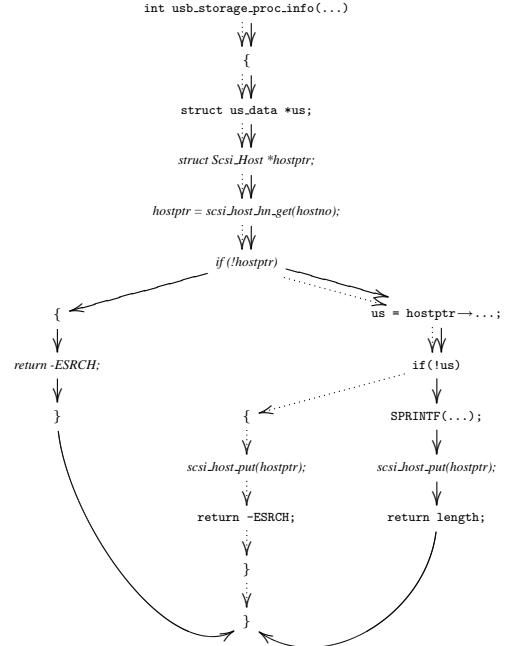 int usb_storage_proc_info(...)
{
struct us_data *us;
struct Scsi_Host *hostptr;
hostptr = scsi_host_hn_get(hostno);
if (!hostptr)
{
us = hostptr→...;
return -ESRCH;
if(!us)
}
{
SPRINTF(...);
scsi_host_put(hostptr);
scsi_host_put(hostptr);
return -ESRCH;
return length;
}
}